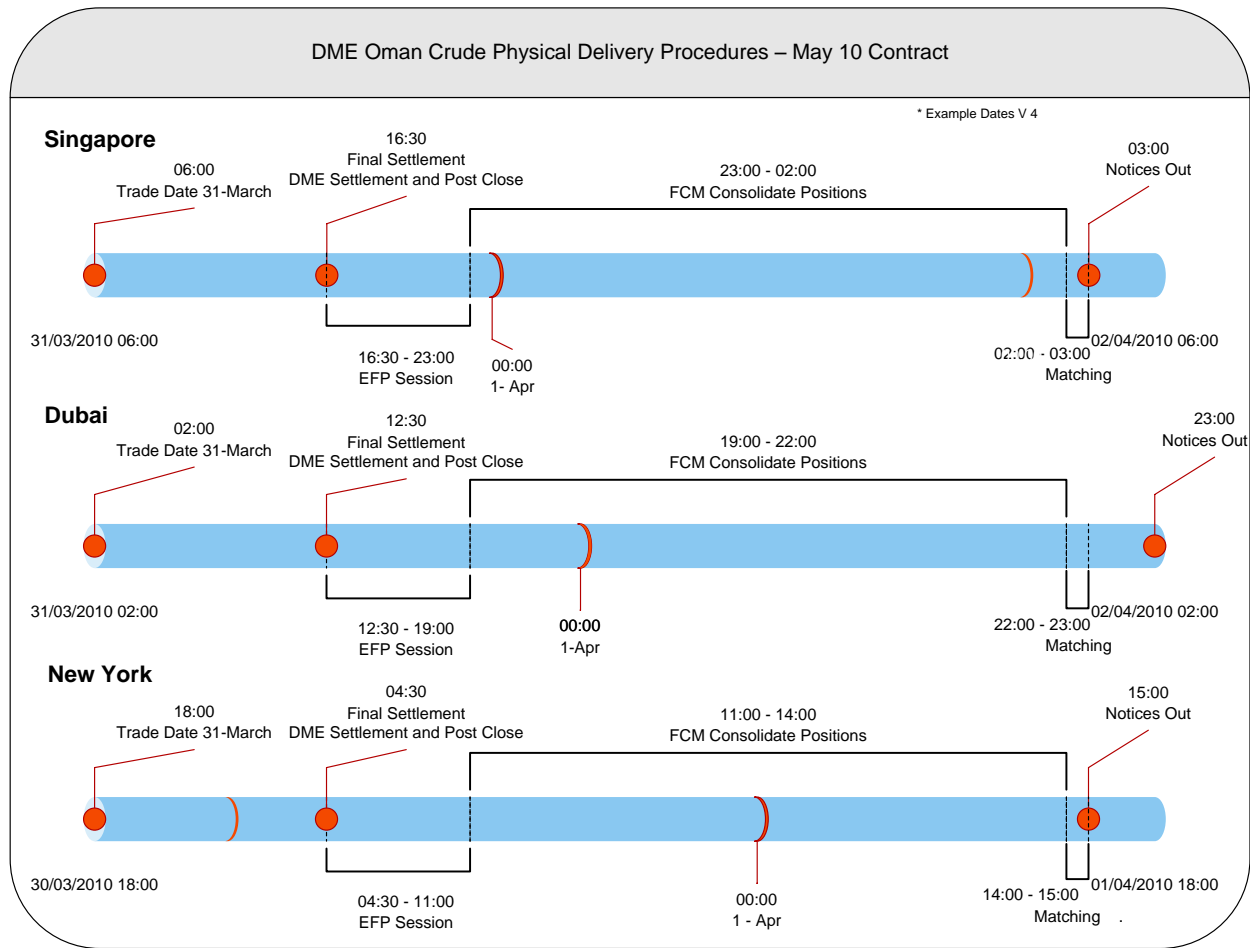 DME Oman Crude Physical Delivery Procedures – May 10 Contract
* Example Dates V 4
Singapore
06:00
Trade Date 31-March
16:30
Final Settlement
DME Settlement and Post Close
23:00 - 02:00
FCM Consolidate Positions
03:00
Notices Out
31/03/2010 06:00
16:30 - 23:00
EFP Session
00:00
1- Apr
02:00 - 03:00
Matching
02/04/2010 06:00
Dubai
02:00
Trade Date 31-March
12:30
Final Settlement
DME Settlement and Post Close
19:00 - 22:00
FCM Consolidate Positions
23:00
Notices Out
31/03/2010 02:00
12:30 - 19:00
EFP Session
00:00
1-Apr
22:00 - 23:00
Matching
02/04/2010 02:00
New York
18:00
Trade Date 31-March
04:30
Final Settlement
DME Settlement and Post Close
11:00 - 14:00
FCM Consolidate Positions
15:00
Notices Out
30/03/2010 18:00
04:30 - 11:00
EFP Session
00:00
1 - Apr
14:00 - 15:00
Matching .
01/04/2010 18:00